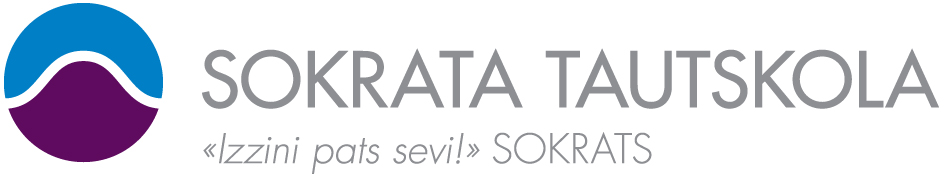 SOKRATA TAUTSKOLA
«Izzini pats sevi!» SOKRATS